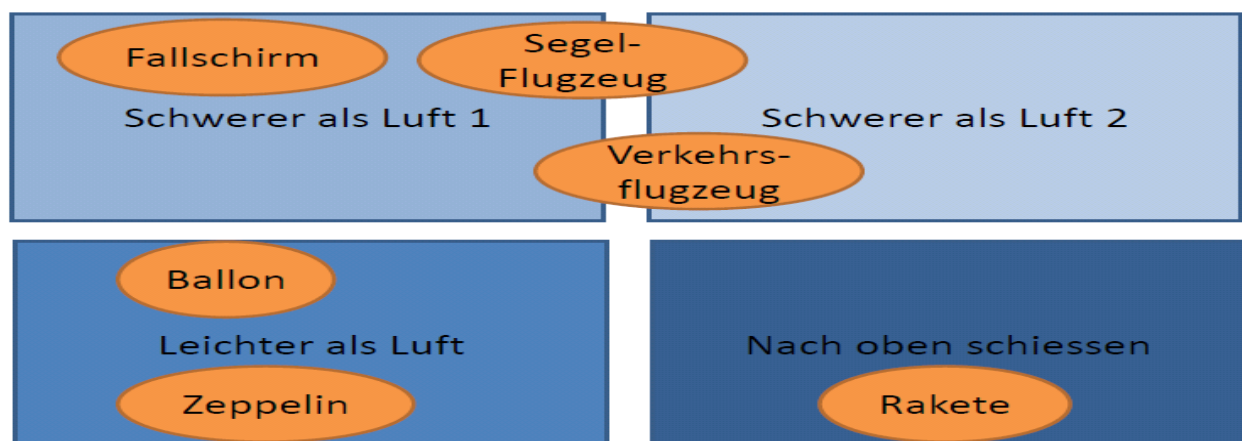 Fallschirm
Segel-
Flugzeug
Schwerer als Luft 1
Schwerer als Luft 2
Verkehrs-
flugzeug
Ballon
Leichter als Luft
Zeppelin
Nach oben schiessen
Rakete